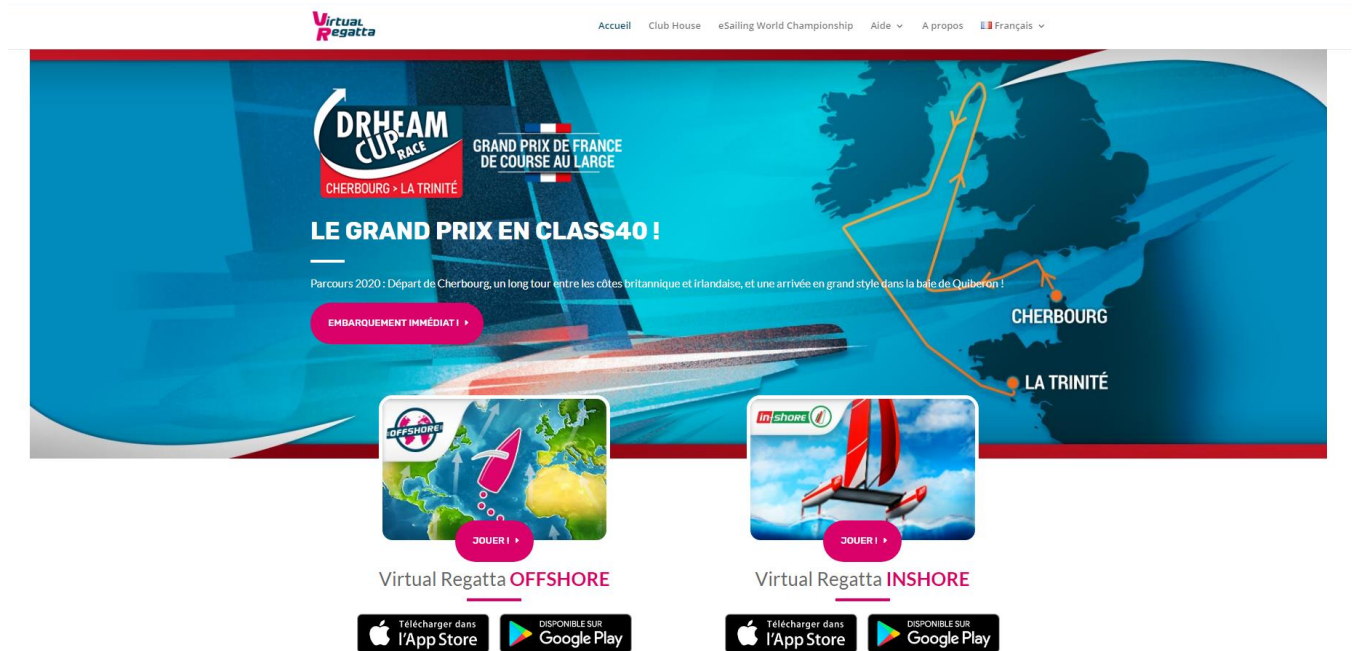 Virtual Regatta
Accueil Club House eSailing World Championship Aide A propos Français
DRHEAM
CUP RACE
CHERBOURG > LA TRINITÉ
GRAND PRIX DE FRANCE
DE COURSE AU LARGE
LE GRAND PRIX EN CLASS40 !
Parcours 2020 : Départ de Cherbourg, un long tour entre les côtes britannique et irlandaise, et une arrivée en grand style dans la baie de Quiberon !
EMBARQUEMENT IMMÉDIAT !
CHERBOURG
LA TRINITÉ
OFFSHORE
in-shore
JOUER !
JOUER !
Virtual Regatta OFFSHORE
Virtual Regatta INSHORE
Télécharger dans
l'App Store
DISPONIBLE SUR
Google Play
Télécharger dans
l'App Store
DISPONIBLE SUR
Google Play